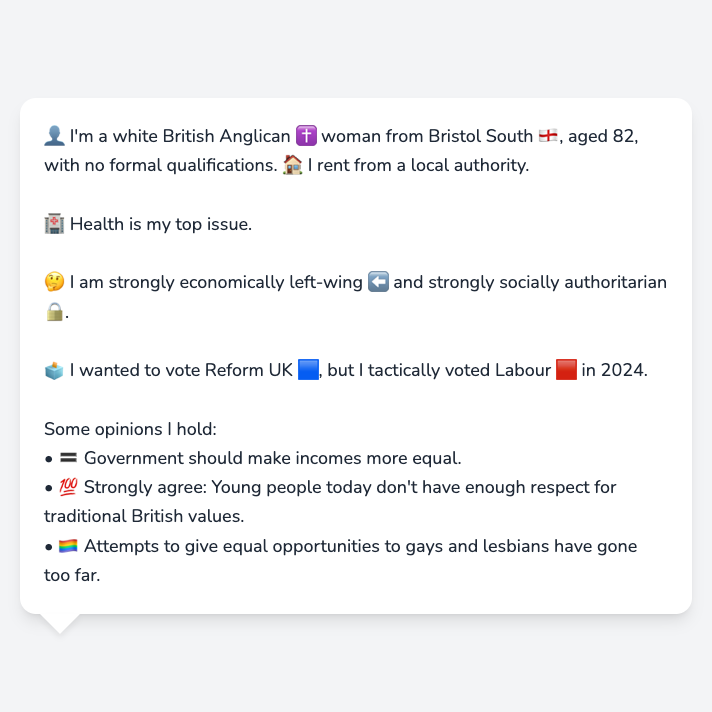 👤 I'm a white British Anglican ✝️ woman from Bristol South 🏴󠁧󠁢󠁥󠁮󠁧󠁿, aged 82,
with no formal qualifications. 🏠 I rent from a local authority.
🏥 Health is my top issue.
🤔 I am strongly economically left-wing ⬅️ and strongly socially authoritarian
🔒.
🗳️ I wanted to vote Reform UK 🟦, but I tactically voted Labour 🟥 in 2024.
Some opinions I hold:
• 🟰 Government should make incomes more equal.
• 💯 Strongly agree: Young people today don't have enough respect for
traditional British values.
• 🏳️‍🌈 Attempts to give equal opportunities to gays and lesbians have gone
too far.